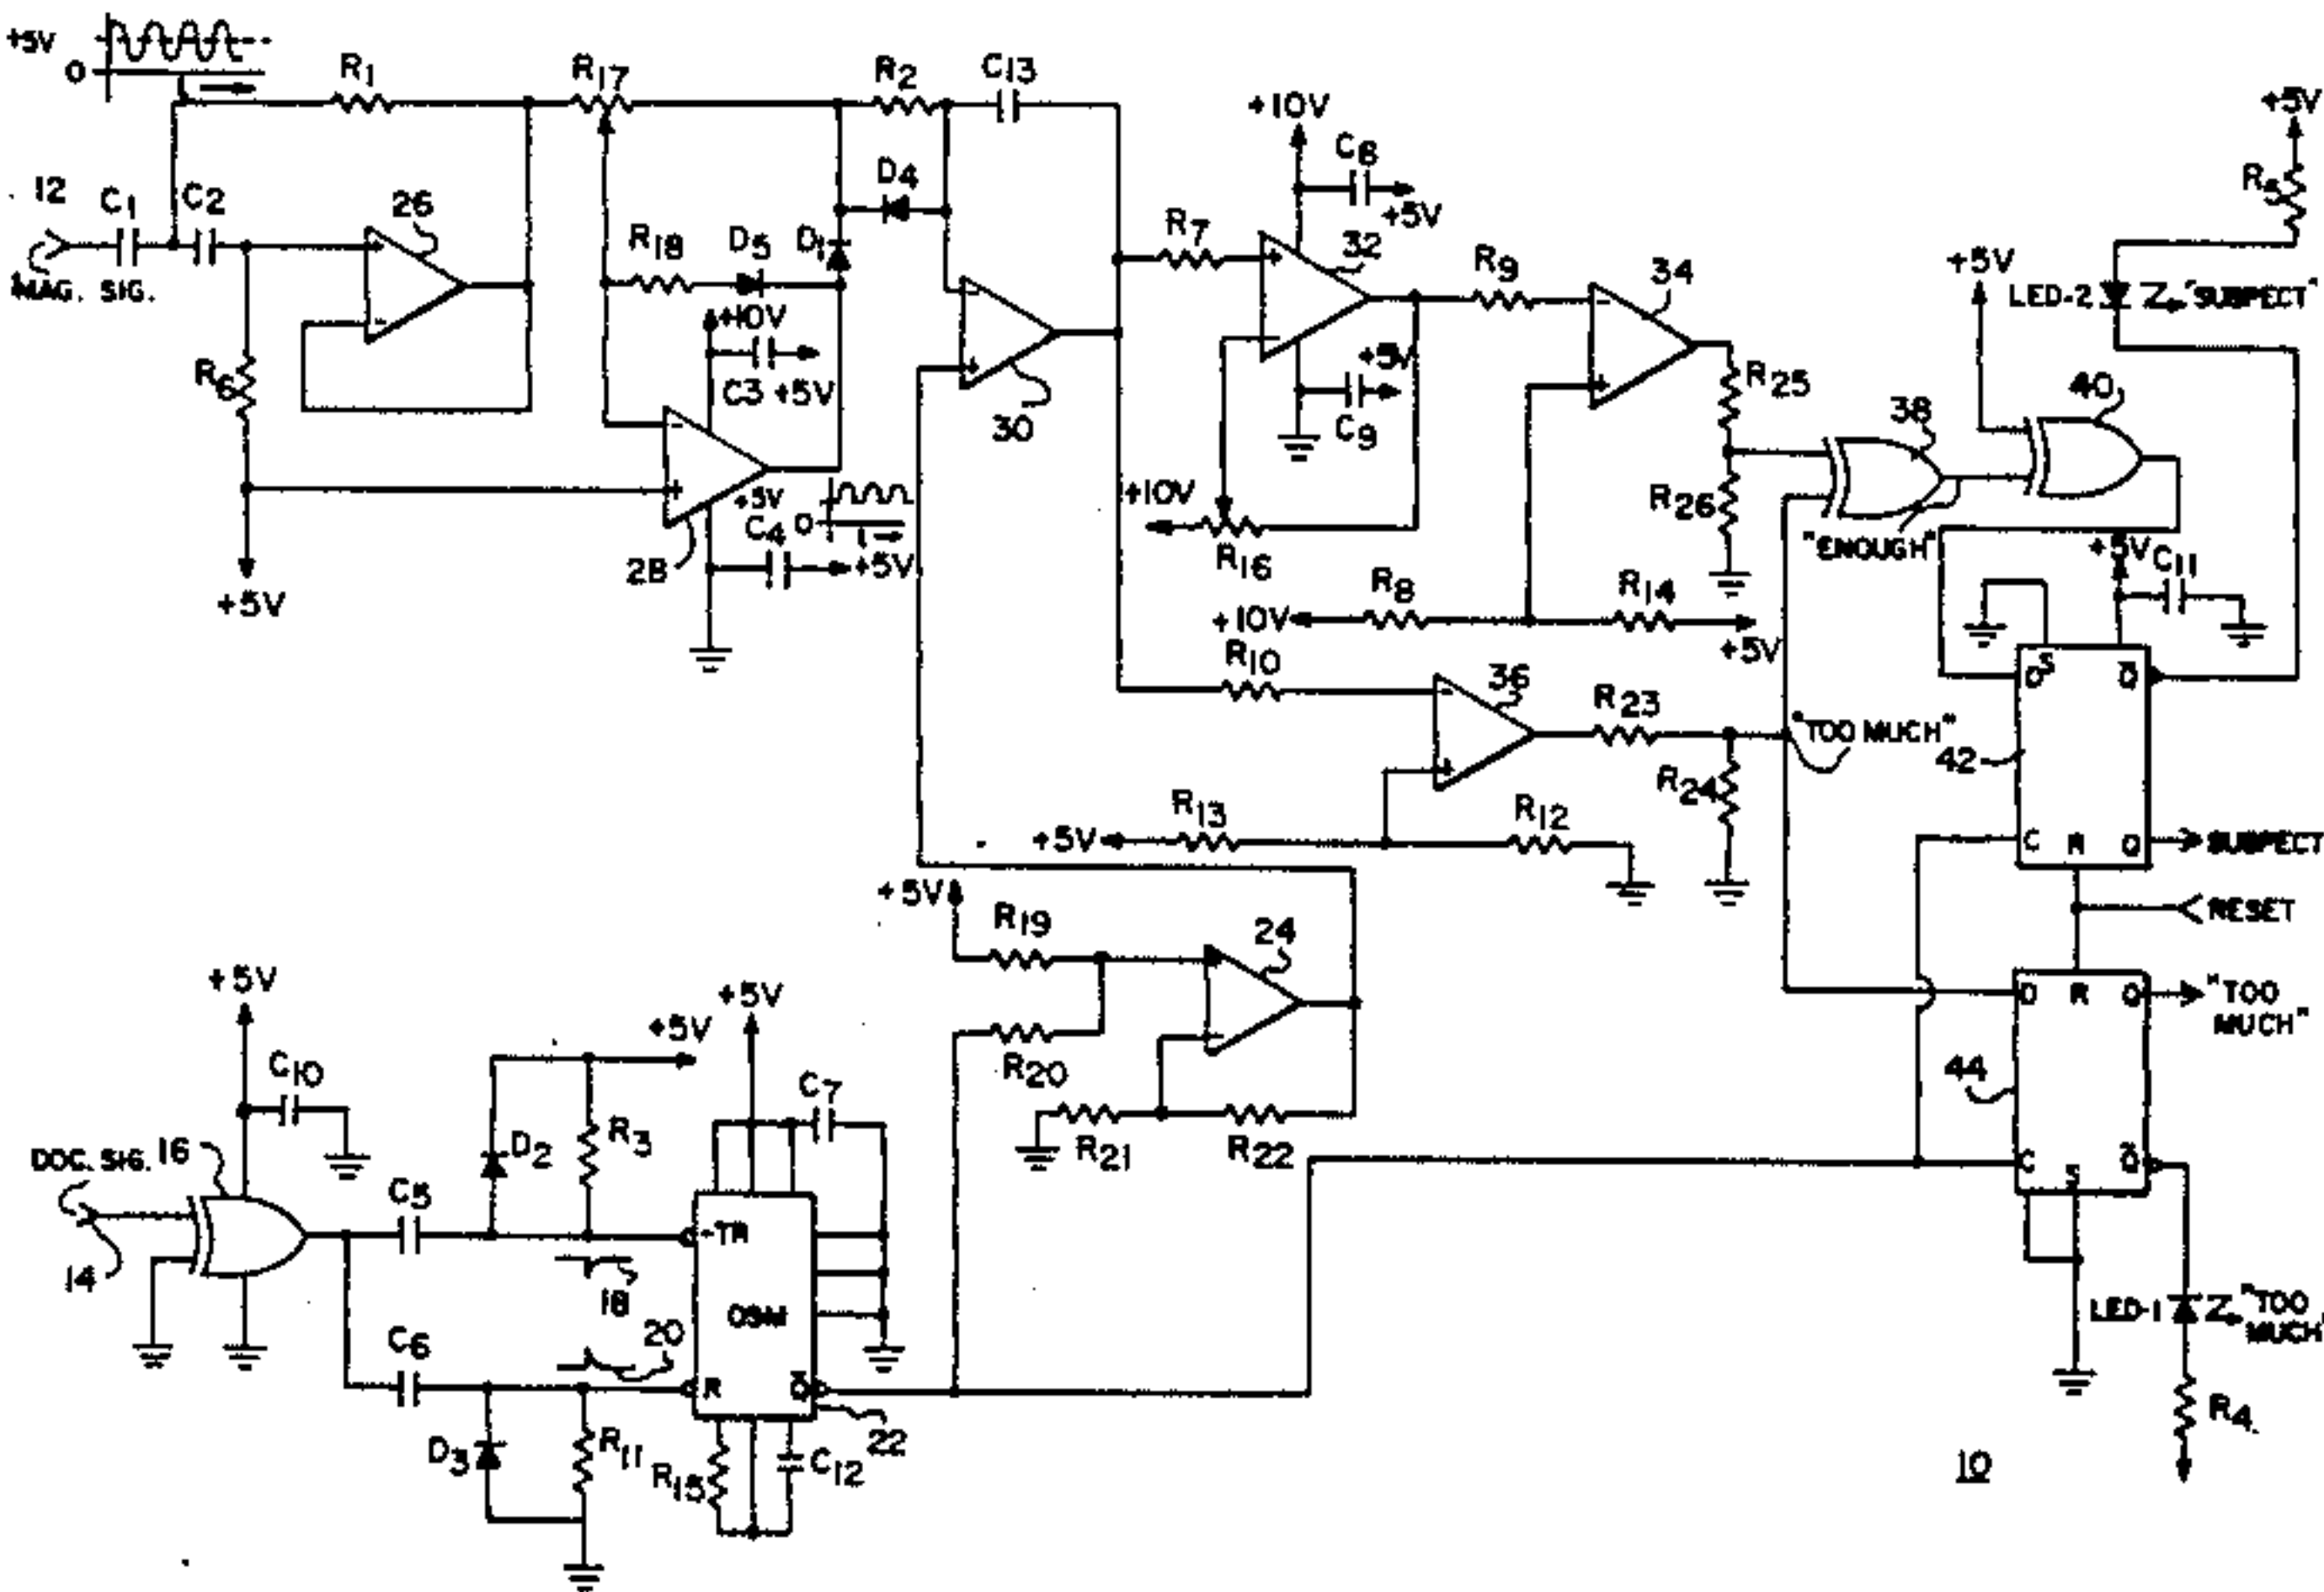 +5V
0
R1
R17
R2
C13
+10V
C8
+5V
+5V
R5
12
C1
C2
26
R18
D5
D1
D4
R7
32
R9
34
+5V
LED-2
"SUSPECT"
MAG. SIG.
+10V
C3
+5V
R6
30
+5V
C9
R25
38
40
+10V
R16
R26
"ENOUGH"
+5V
0
C4
+5V
t
28
+5V
R8
+10V
R14
+5V
+5V
C11
D
S
Q
R10
36
R23
"TOO MUCH"
42
R24
R13
+5V
R12
C
R
Q
SUSPECT
+5V
R19
24
RESET
R20
R21
R22
D
R
Q
"TOO
MUCH"
44
C
S
Q
+5V
C10
+5V
+5V
C7
DOC. SIG.
16
D2
R3
C5
14
-TR
18
OSM
C6
20
R
Q
22
D3
R11
R15
C12
LED-1
"TOO
MUCH"
R4
10